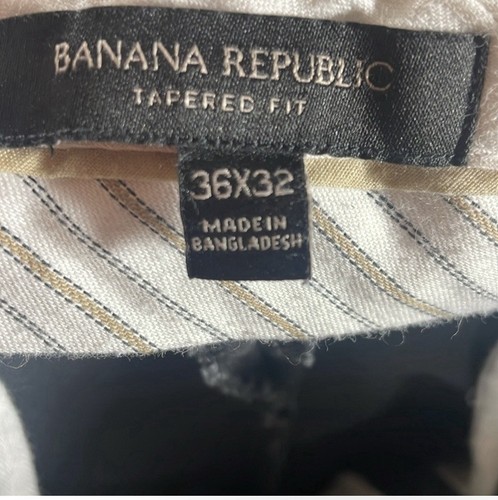 BANANA REPUBLIC
TAPERED FIT
36X32
MADE IN
BANGLADESH